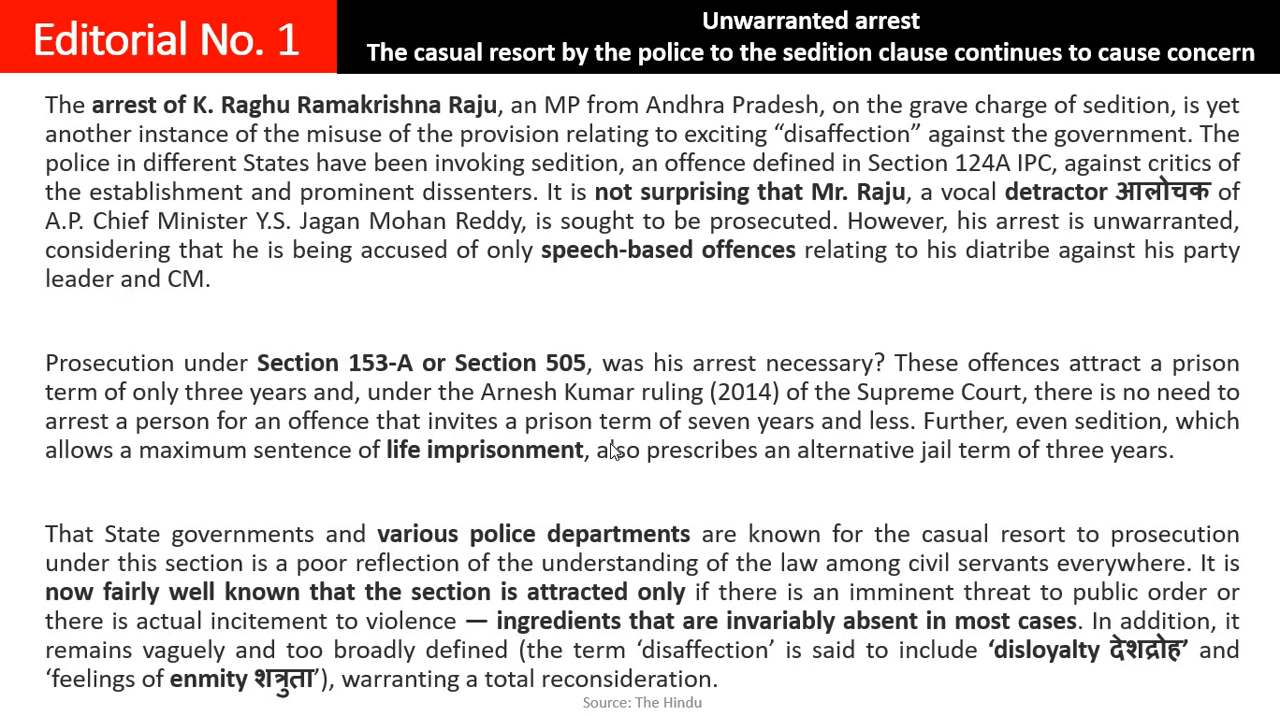 Editorial No. 1
Unwarranted arrest
The casual resort by the police to the sedition clause continues to cause concern
The arrest of K. Raghu Ramakrishna Raju, an MP from Andhra Pradesh, on the grave charge of sedition, is yet
another instance of the misuse of the provision relating to exciting “disaffection” against the government. The
police in different States have been invoking sedition, an offence defined in Section 124A IPC, against critics of
the establishment and prominent dissenters. It is not surprising that Mr. Raju, a vocal detractor आलोचक of
A.P. Chief Minister Y.S. Jagan Mohan Reddy, is sought to be prosecuted. However, his arrest is unwarranted,
considering that he is being accused of only speech-based offences relating to his diatribe against his party
leader and CM.
Prosecution under Section 153-A or Section 505, was his arrest necessary? These offences attract a prison
term of only three years and, under the Arnesh Kumar ruling (2014) of the Supreme Court, there is no need to
arrest a person for an offence that invites a prison term of seven years and less. Further, even sedition, which
allows a maximum sentence of life imprisonment, also prescribes an alternative jail term of three years.
That State governments and various police departments are known for the casual resort to prosecution
under this section is a poor reflection of the understanding of the law among civil servants everywhere. It is
now fairly well known that the section is attracted only if there is an imminent threat to public order or
there is actual incitement to violence — ingredients that are invariably absent in most cases. In addition, it
remains vaguely and too broadly defined (the term ‘disaffection’ is said to include ‘disloyalty देशद्रोह’ and
‘feelings of enmity शत्रुता’), warranting a total reconsideration.
Source: The Hindu